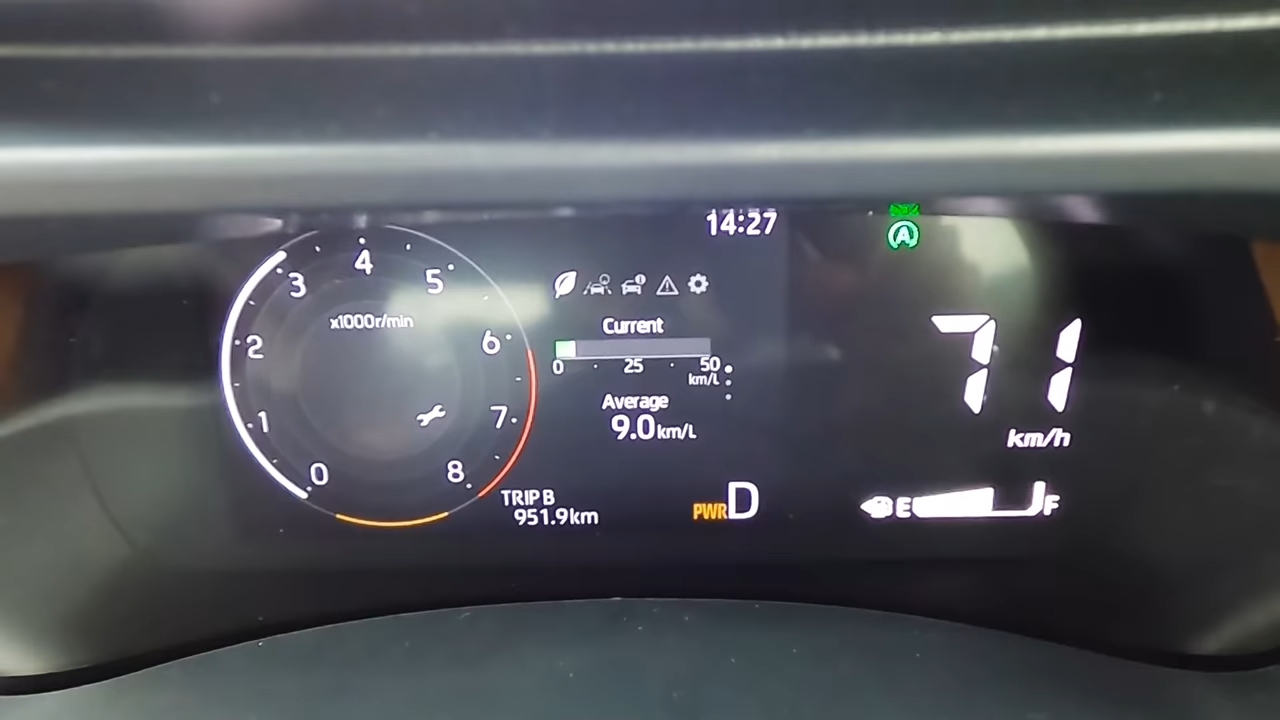 14:27
A
4
3
5
x1000r/min
2
6
1
7
0
8
Current
0 25 50
km/L
Average
9.0km/L
TRIP B
951.9km
PWR D
71
km/h
E F